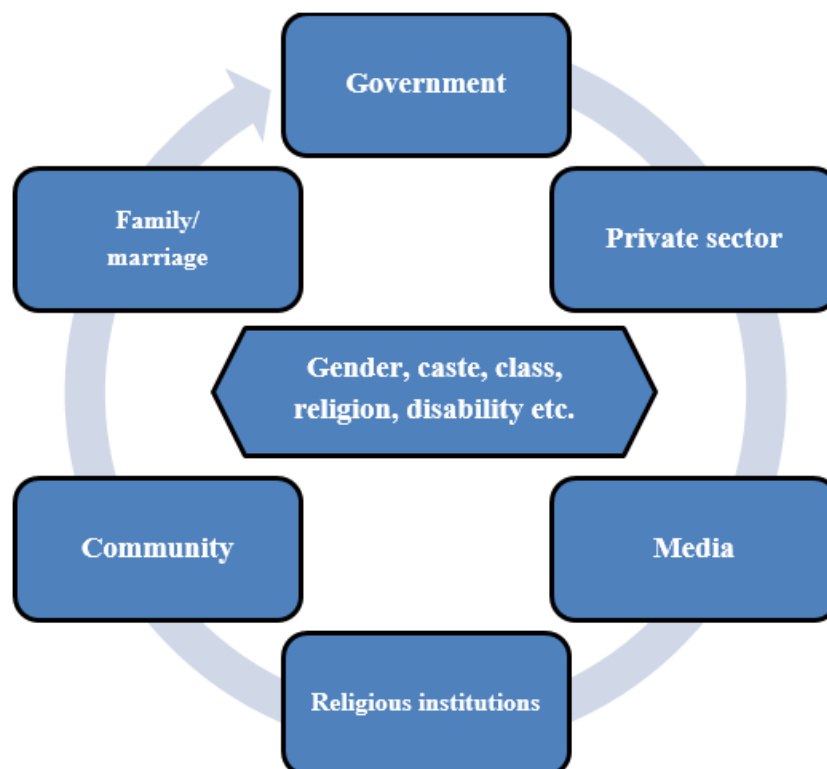 Government
Family/
marriage
Private sector
Gender, caste, class,
religion, disability etc.
Community
Media
Religious institutions